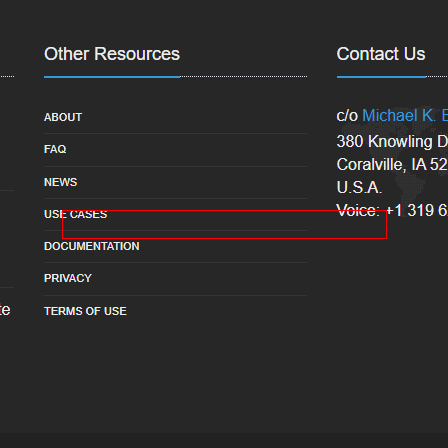 Other Resources
ABOUT
FAQ
NEWS
USE CASES
DOCUMENTATION
PRIVACY
TERMS OF USE
Contact Us
c/o Michael K.
380 Knowling
Coralville, IA 52
U.S.A.
Voice: +1 319 6